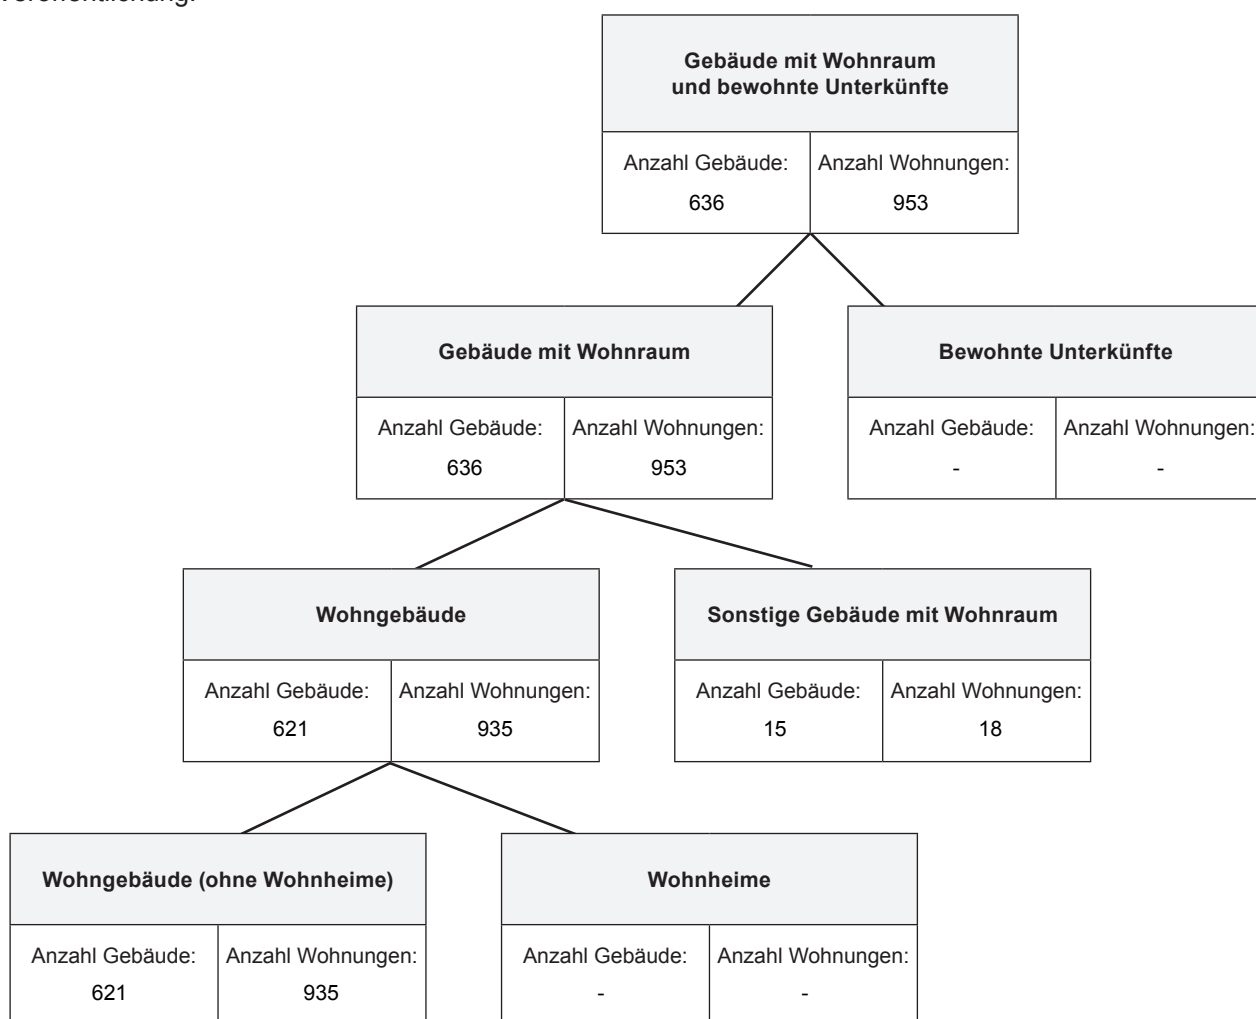 Veröffentlichung.
Gebäude mit Wohnraum
und bewohnte Unterkünfte
Anzahl Gebäude: Anzahl Wohnungen:
636 953
Gebäude mit Wohnraum Bewohnte Unterkünfte
Anzahl Gebäude: Anzahl Wohnungen: Anzahl Gebäude: Anzahl Wohnungen:
636 953 - -
Wohngebäude Sonstige Gebäude mit Wohnraum
Anzahl Gebäude: Anzahl Wohnungen: Anzahl Gebäude: Anzahl Wohnungen:
621 935 15 18
Wohngebäude (ohne Wohnheime) Wohnheime
Anzahl Gebäude: Anzahl Wohnungen: Anzahl Gebäude: Anzahl Wohnungen:
621 935 - -